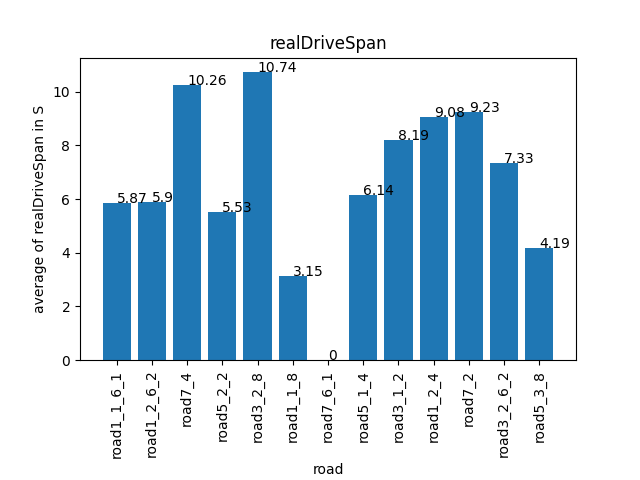 realDriveSpan
average of realDriveSpan in S
10
8
6
4
2
0
5.87
5.9
10.26
5.53
10.74
3.15
0
6.14
8.19
9.08
9.23
7.33
4.19
road1_1_6_1
road1_2_6_2
road7_4
road5_2_2
road3_2_8
road1_1_8
road7_6_1
road5_1_4
road3_1_2
road1_2_4
road7_2
road3_2_6_2
road5_3_8
road